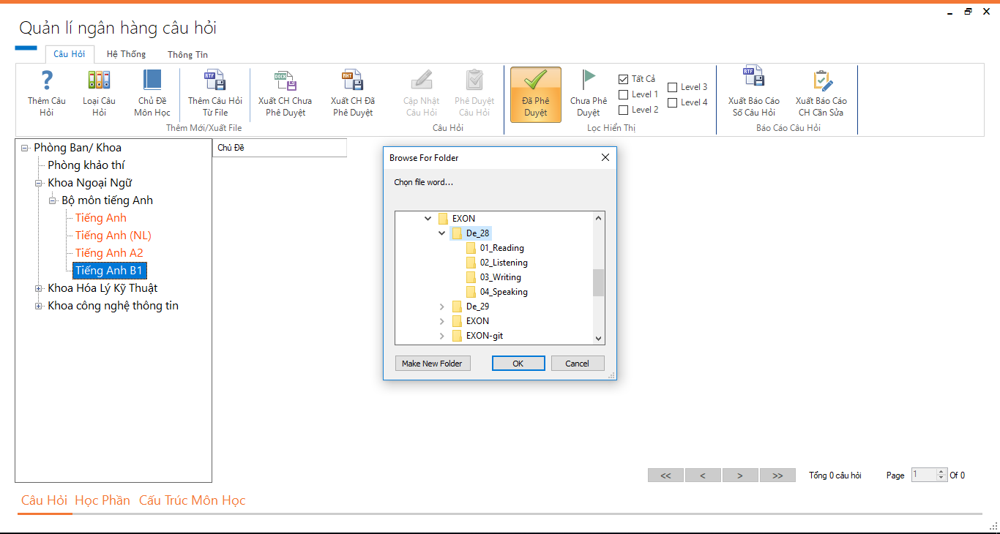 Quản lí ngân hàng câu hỏi
Câu Hỏi Hệ Thống Thông Tin
Thêm Câu Hỏi
Loại Câu Hỏi
Chủ Đề Môn Học
RTF
Thêm Câu Hỏi Từ File
DOCX
Xuất CH Chưa Phê Duyệt
MHT
Xuất CH Đã Phê Duyệt
Thêm Mới/Xuất File
Cập Nhật Câu Hỏi
Phê Duyệt Câu Hỏi
Câu Hỏi
Đã Phê Duyệt
Chưa Phê Duyệt
Tất Cả
Level 1
Level 2
Level 3
Level 4
Lọc Hiển Thị
RTF
Xuất Báo Cáo Số Câu Hỏi
Xuất Báo Cáo CH Cần Sửa
Báo Cáo Câu Hỏi
Phòng Ban/ Khoa
Phòng khảo thí
Khoa Ngoại Ngữ
Bộ môn tiếng Anh
Tiếng Anh
Tiếng Anh (NL)
Tiếng Anh A2
Tiếng Anh B1
Khoa Hóa Lý Kỹ Thuật
Khoa công nghệ thông tin
Chủ Đề
Browse For Folder
Chọn file word...
EXON
De_28
01_Reading
02_Listening
03_Writing
04_Speaking
De_29
EXON
EXON-git
Make New Folder OK Cancel
<< < > >> Tổng 0 câu hỏi Page 1 Of 0
Câu Hỏi Học Phần Cấu Trúc Môn Học